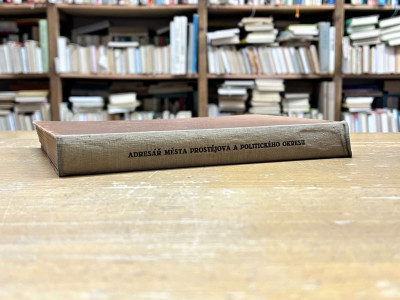 ADRESÁŘ MĚSTA PROSTĚJOVA A POLITICKÉHO OKRESU